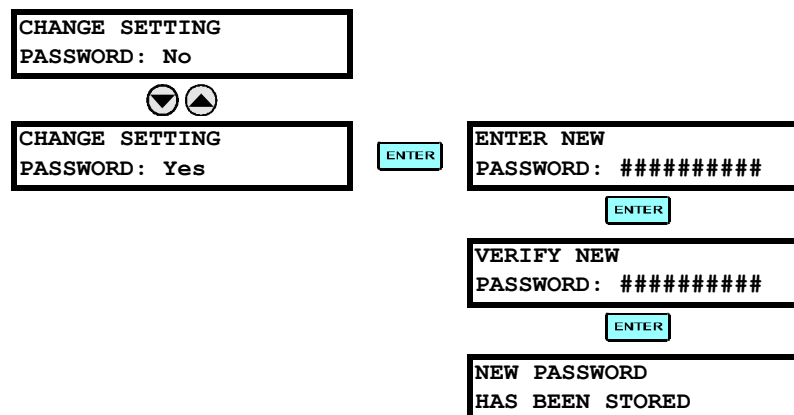 CHANGE SETTING
PASSWORD: No
CHANGE SETTING
PASSWORD: Yes
ENTER
ENTER NEW
PASSWORD: ##########
ENTER
VERIFY NEW
PASSWORD: ##########
ENTER
NEW PASSWORD
HAS BEEN STORED